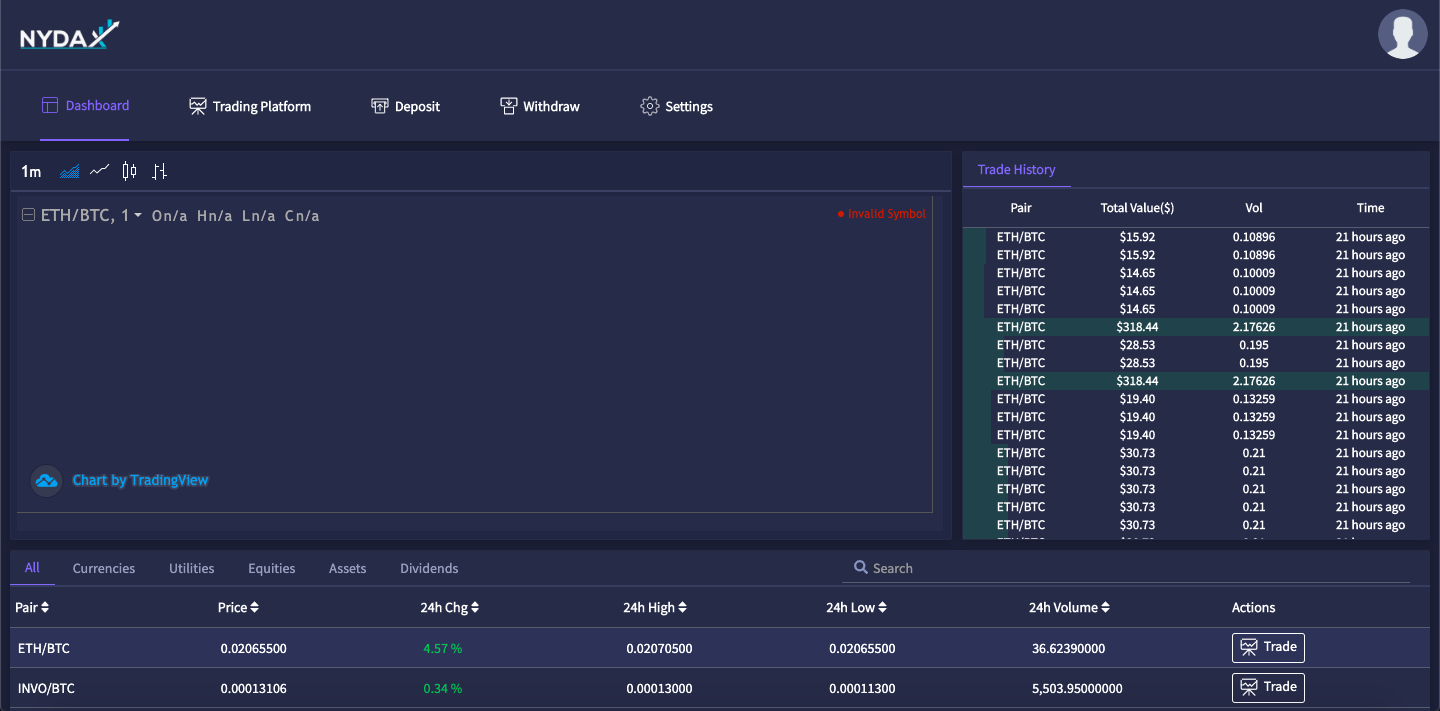 NYDAX
Dashboard Trading Platform Deposit Withdraw Settings
1m
ETH/BTC, 1 On/a Hn/a Ln/a Cn/a
Invalid Symbol
Chart by TradingView
Trade History
Pair Total Value($) Vol Time
ETH/BTC $15.92 0.10896 21 hours ago
ETH/BTC $15.92 0.10896 21 hours ago
ETH/BTC $14.65 0.10009 21 hours ago
ETH/BTC $14.65 0.10009 21 hours ago
ETH/BTC $14.65 0.10009 21 hours ago
ETH/BTC $318.44 2.17626 21 hours ago
ETH/BTC $28.53 0.195 21 hours ago
ETH/BTC $28.53 0.195 21 hours ago
ETH/BTC $318.44 2.17626 21 hours ago
ETH/BTC $19.40 0.13259 21 hours ago
ETH/BTC $19.40 0.13259 21 hours ago
ETH/BTC $19.40 0.13259 21 hours ago
ETH/BTC $30.73 0.21 21 hours ago
ETH/BTC $30.73 0.21 21 hours ago
ETH/BTC $30.73 0.21 21 hours ago
ETH/BTC $30.73 0.21 21 hours ago
ETH/BTC $30.73 0.21 21 hours ago
All Currencies Utilities Equities Assets Dividends Search
Pair Price 24h Chg 24h High 24h Low 24h Volume Actions
ETH/BTC 0.02065500 4.57 % 0.02070500 0.02065500 36.62390000 Trade
INVO/BTC 0.00013106 0.34 % 0.00013000 0.00011300 5,503.95000000 Trade